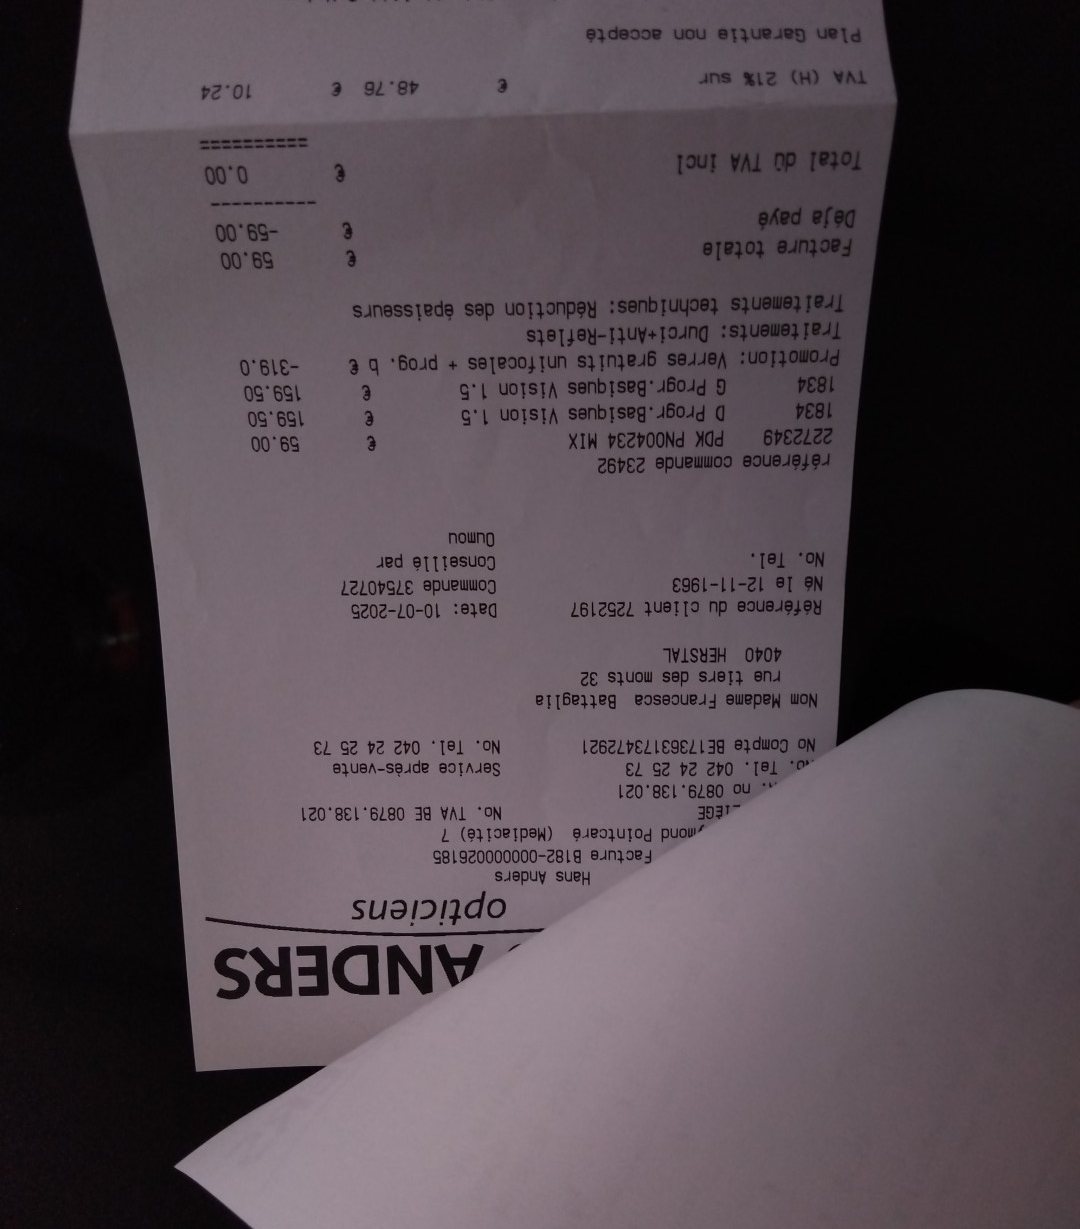 ANDERS
opticiens
Hans Anders
Facture B182-000000026185
Pointcaré (Mediacité) 7
No. TVA BE 0879.138.021
no 0879.138.021
Tel. 042 24 25 73 Service après-vente
No Compte BE17363173472921 No. Tel. 042 24 25 73
Nom Madame Francesca Battaglia
rue tiers des monts 32
4040 HERSTAL
Référence du client 7252197 Date: 10-07-2025
Né le 12-11-1963 Commande 37540727
No. Tel. Conseillé par
Oumou
référence commande 23492
2272349 PDK PN004234 MIX € 59.00
1834 D Progr.Basiques Vision 1.5 € 159.50
1834 G Progr.Basiques Vision 1.5 € 159.50
Promotion: Verres gratuits unifocales + prog. b € -319.0
Traitements: Durci+Anti-Reflets
Traitements techniques: Réduction des épaisseurs
Facture totale € 59.00
Déja payé € -59.00
----------
Total dû TVA incl € 0.00
==========
TVA (H) 21% sur € 48.76 € 10.24
Plan Garantie non accepté